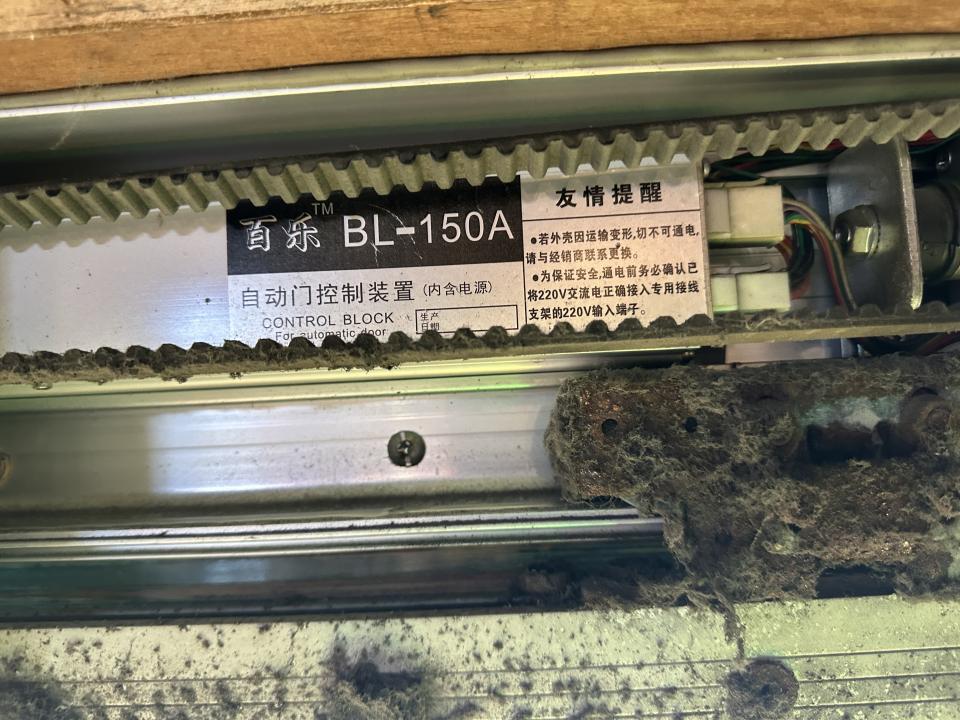 百乐 TM BL-150A
自动门控制装置 (内含电源)
CONTROL BLOCK
For automatic door
生产
日期
友情提醒
●若外壳因运输变形,切不可通电,
请与经销商联系更换。
●为保证安全,通电前务必确认已
将220V交流电正确接入专用接线
支架的220V输入端子。